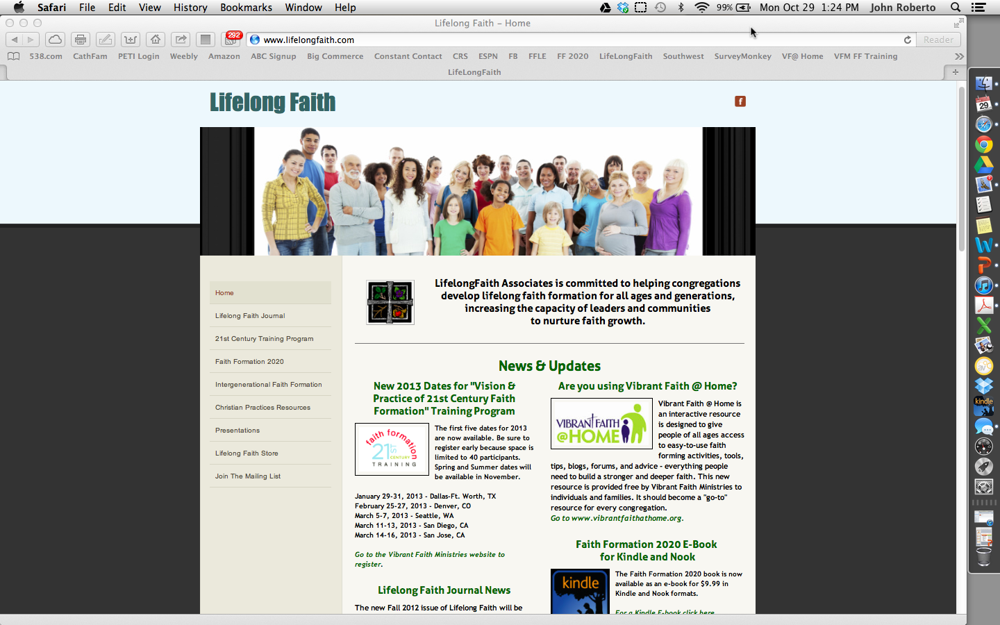 Safari File Edit View History Bookmarks Window Help 99% Mon Oct 29 1:24 PM John Roberto
Lifelong Faith – Home
292
www.lifelongfaith.com
Reader
538.com CathFam PETI Login Weebly Amazon ABC Signup Big Commerce Constant Contact CRS ESPN FB FFLE FF 2020 LifeLongFaith Southwest SurveyMonkey VF@ Home VFM FF Training
LifeLongFaith
Lifelong Faith
Home
Lifelong Faith Journal
21st Century Training Program
Faith Formation 2020
Intergenerational Faith Formation
Christian Practices Resources
Presentations
Lifelong Faith Store
Join The Mailing List
LifelongFaith Associates is committed to helping congregations
develop lifelong faith formation for all ages and generations,
increasing the capacity of leaders and communities
to nurture faith growth.
News & Updates
New 2013 Dates for "Vision &
Practice of 21st Century Faith
Formation" Training Program
faith formation
21st
CENTURY
TRAINING
The first five dates for 2013
are now available. Be sure to
register early because space is
limited to 40 participants.
Spring and Summer dates will
be available in November.
January 29-31, 2013 - Dallas-Ft. Worth, TX
February 25-27, 2013 - Denver, CO
March 5-7, 2013 - Seattle, WA
March 11-13, 2013 - San Diego, CA
March 14-16, 2013 - San Jose, CA
Go to the Vibrant Faith Ministries website to
register.
Lifelong Faith Journal News
The new Fall 2012 issue of Lifelong Faith will be
Are you using Vibrant Faith @ Home?
VIBRANT FAITH
@HOME
Vibrant Faith @ Home is
an interactive resource
is designed to give
people of all ages access
to easy-to-use faith
forming activities, tools,
tips, blogs, forums, and advice - everything people
need to build a stronger and deeper faith. This new
resource is provided free by Vibrant Faith Ministries to
individuals and families. It should become a "go-to"
resource for every congregation.
Go to www.vibrantfaithathome.org.
Faith Formation 2020 E-Book
for Kindle and Nook
kindle
The Faith Formation 2020 book is now
available as an e-book for $9.99 in
Kindle and Nook formats.
For a Kindle E-book click here
29
kindle